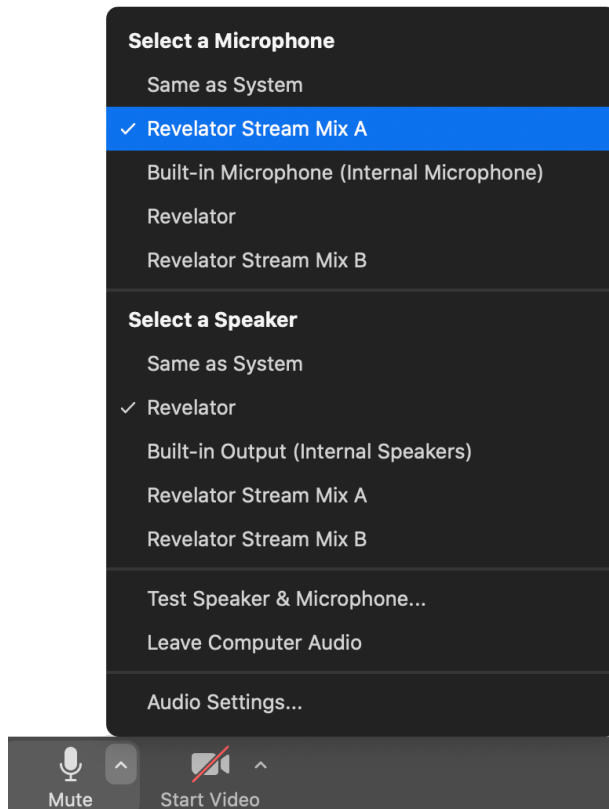 Select a Microphone
Same as System
Revelator Stream Mix A
Built-in Microphone (Internal Microphone)
Revelator
Revelator Stream Mix B
Select a Speaker
Same as System
Revelator
Built-in Output (Internal Speakers)
Revelator Stream Mix A
Revelator Stream Mix B
Test Speaker & Microphone...
Leave Computer Audio
Audio Settings...
Mute Start Video